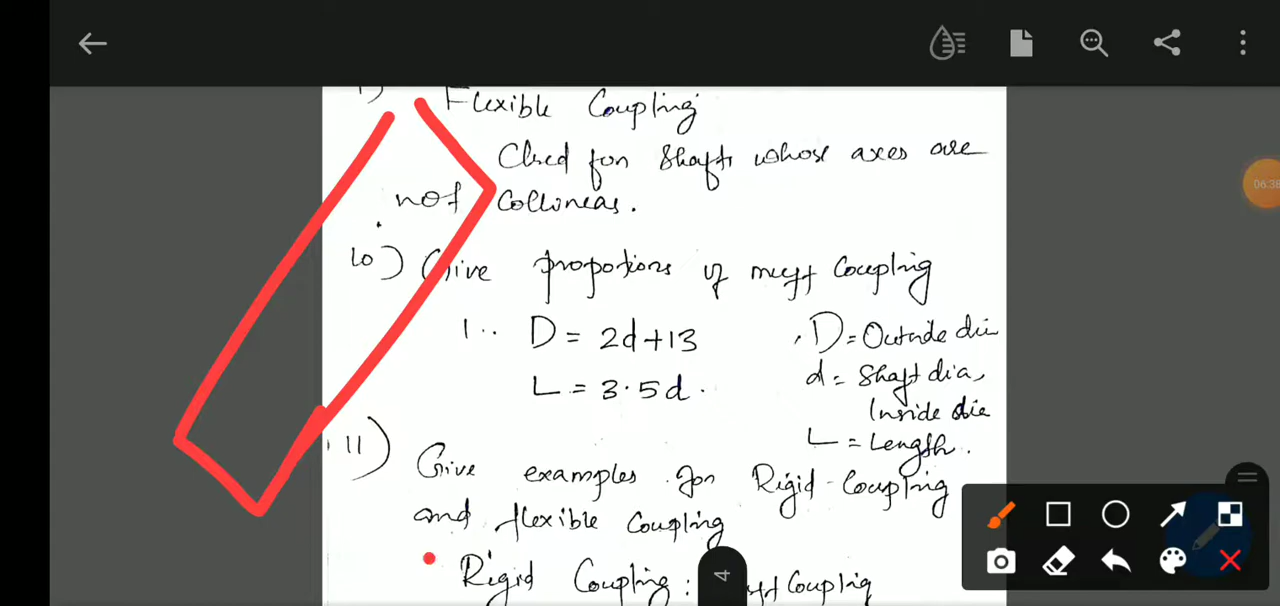 Flexible Coupling
Used for shafts whose axes are
not collinear.
10) Give proportions of muff Coupling
1.. D = 2d+13
L = 3.5d.
D = Outside dia
d = Shaft dia,
Inside dia
L = Length.
11) Give examples for Rigid Coupling
and flexible Coupling
Rigid Coupling : Coupling
4
06:38